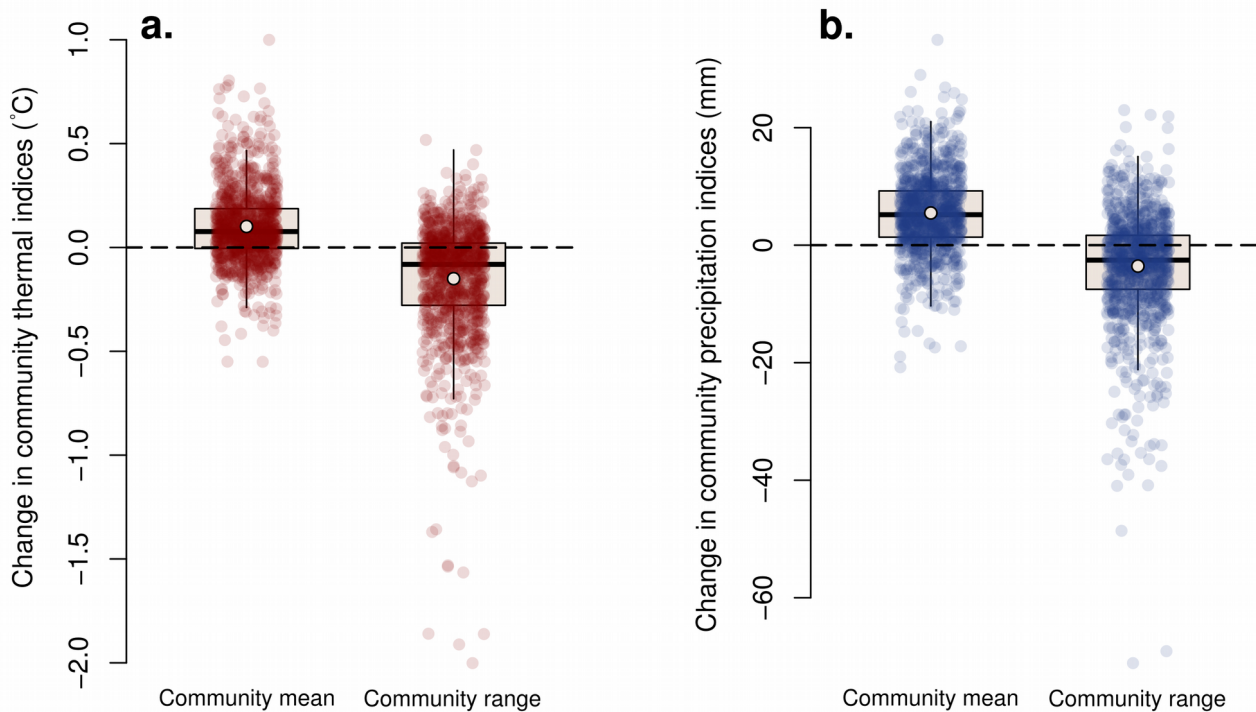 a.
Change in community thermal indices (°C)
1.0
0.5
0.0
−0.5
−1.0
−1.5
−2.0
Community mean
Community range
b.
Change in community precipitation indices (mm)
20
0
−20
−40
−60
Community mean
Community range